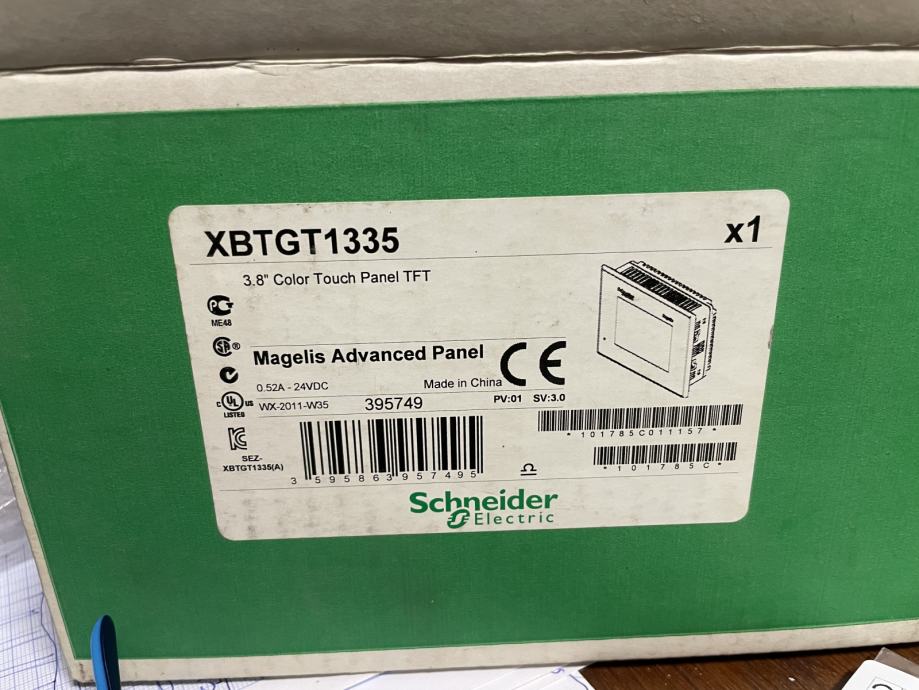 XBTGT1335
x1
3.8" Color Touch Panel TFT
ME48
Magelis Advanced Panel
CE
0.52A - 24VDC
Made in China
C UL US
LISTED
WX-2011-W35
395749
PV:01 SV:3.0
* 101785C011157 *
SEZ-
XBTGT1335(A)
3 595863 957495
* 101785C *
Schneider
Electric